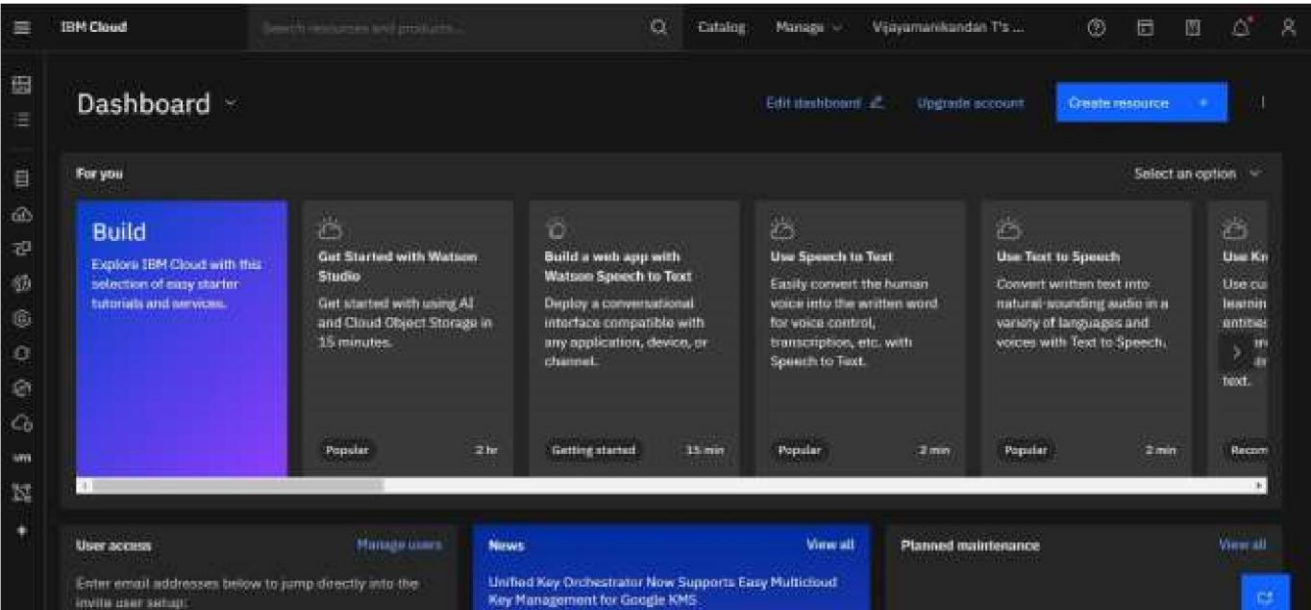 IBM Cloud
Search resources and products...
Catalog
Manage
Vijayamanikandan T's ...
Dashboard
Edit dashboard
Upgrade account
Create resource +
For you
Select an option
Build
Explore IBM Cloud with this
selection of easy starter
tutorials and services.
Get Started with Watson
Studio
Get started with using AI
and Cloud Object Storage in
15 minutes.
Popular
2 hr
Build a web app with
Watson Speech to Text
Deploy a conversational
interface compatible with
any application, device, or
channel.
Getting started
15 min
Use Speech to Text
Easily convert the human
voice into the written word
for voice control,
transcription, etc. with
Speech to Text.
Popular
2 min
Use Text to Speech
Convert written text into
natural-sounding audio in a
variety of languages and
voices with Text to Speech.
Popular
2 min
Use Kn
Use cu
learnin
entitie
text.
Recom
User access
Manage users
Enter email addresses below to jump directly into the
invite user setup:
News
View all
Unified Key Orchestrator Now Supports Easy Multicloud
Key Management for Google KMS
Planned maintenance
View all